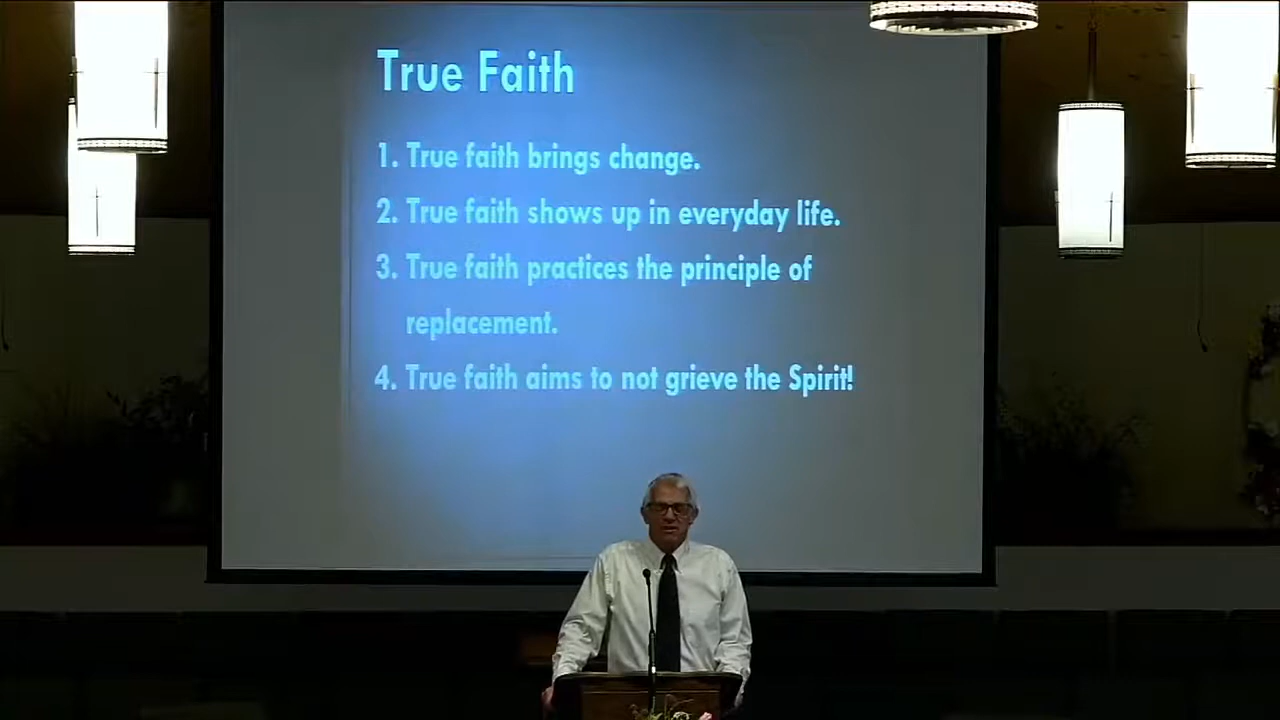 True Faith
1. True faith brings change.
2. True faith shows up in everyday life.
3. True faith practices the principle of
replacement.
4. True faith aims to not grieve the Spirit!